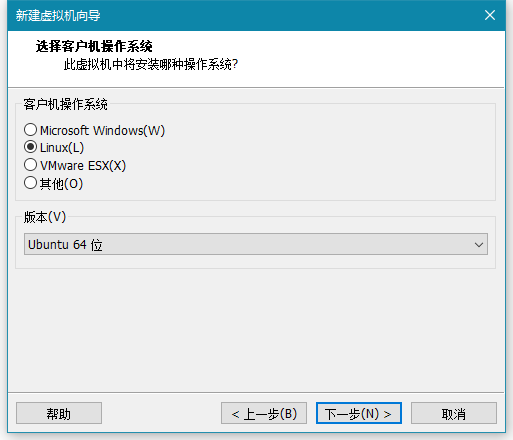 新建虚拟机向导
选择客户机操作系统
此虚拟机中将安装哪种操作系统?
客户机操作系统
Microsoft Windows(W)
Linux(L)
VMware ESX(X)
其他(O)
版本(V)
Ubuntu 64 位
帮助
< 上一步(B)
下一步(N) >
取消